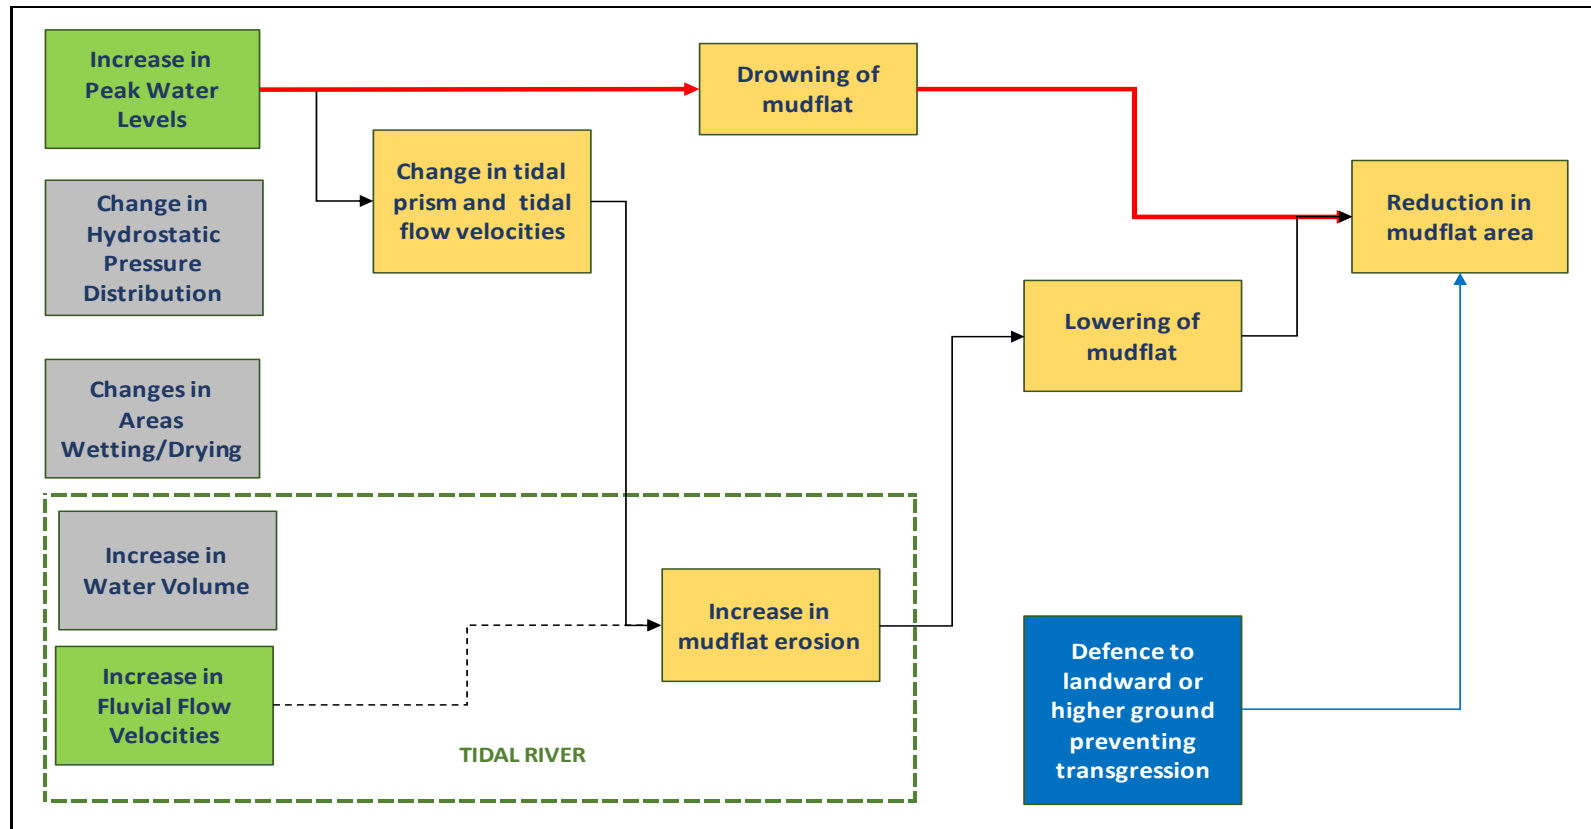 Increase in
Peak Water
Levels
Drowning of
mudflat
Change in tidal
prism and tidal
flow velocities
Change in
Hydrostatic
Pressure
Distribution
Reduction in
mudflat area
Lowering of
mudflat
Changes in
Areas
Wetting/Drying
Increase in
Water Volume
Increase in
mudflat erosion
Increase in
Fluvial Flow
Velocities
TIDAL RIVER
Defence to
landward or
higher ground
preventing
transgression